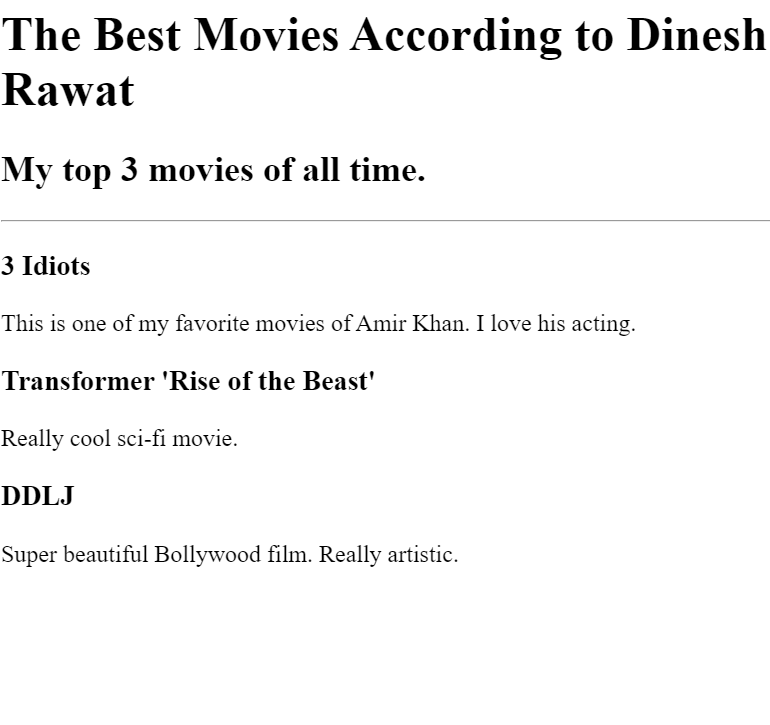 The Best Movies According to Dinesh
Rawat
My top 3 movies of all time.
3 Idiots
This is one of my favorite movies of Amir Khan. I love his acting.
Transformer 'Rise of the Beast'
Really cool sci-fi movie.
DDLJ
Super beautiful Bollywood film. Really artistic.